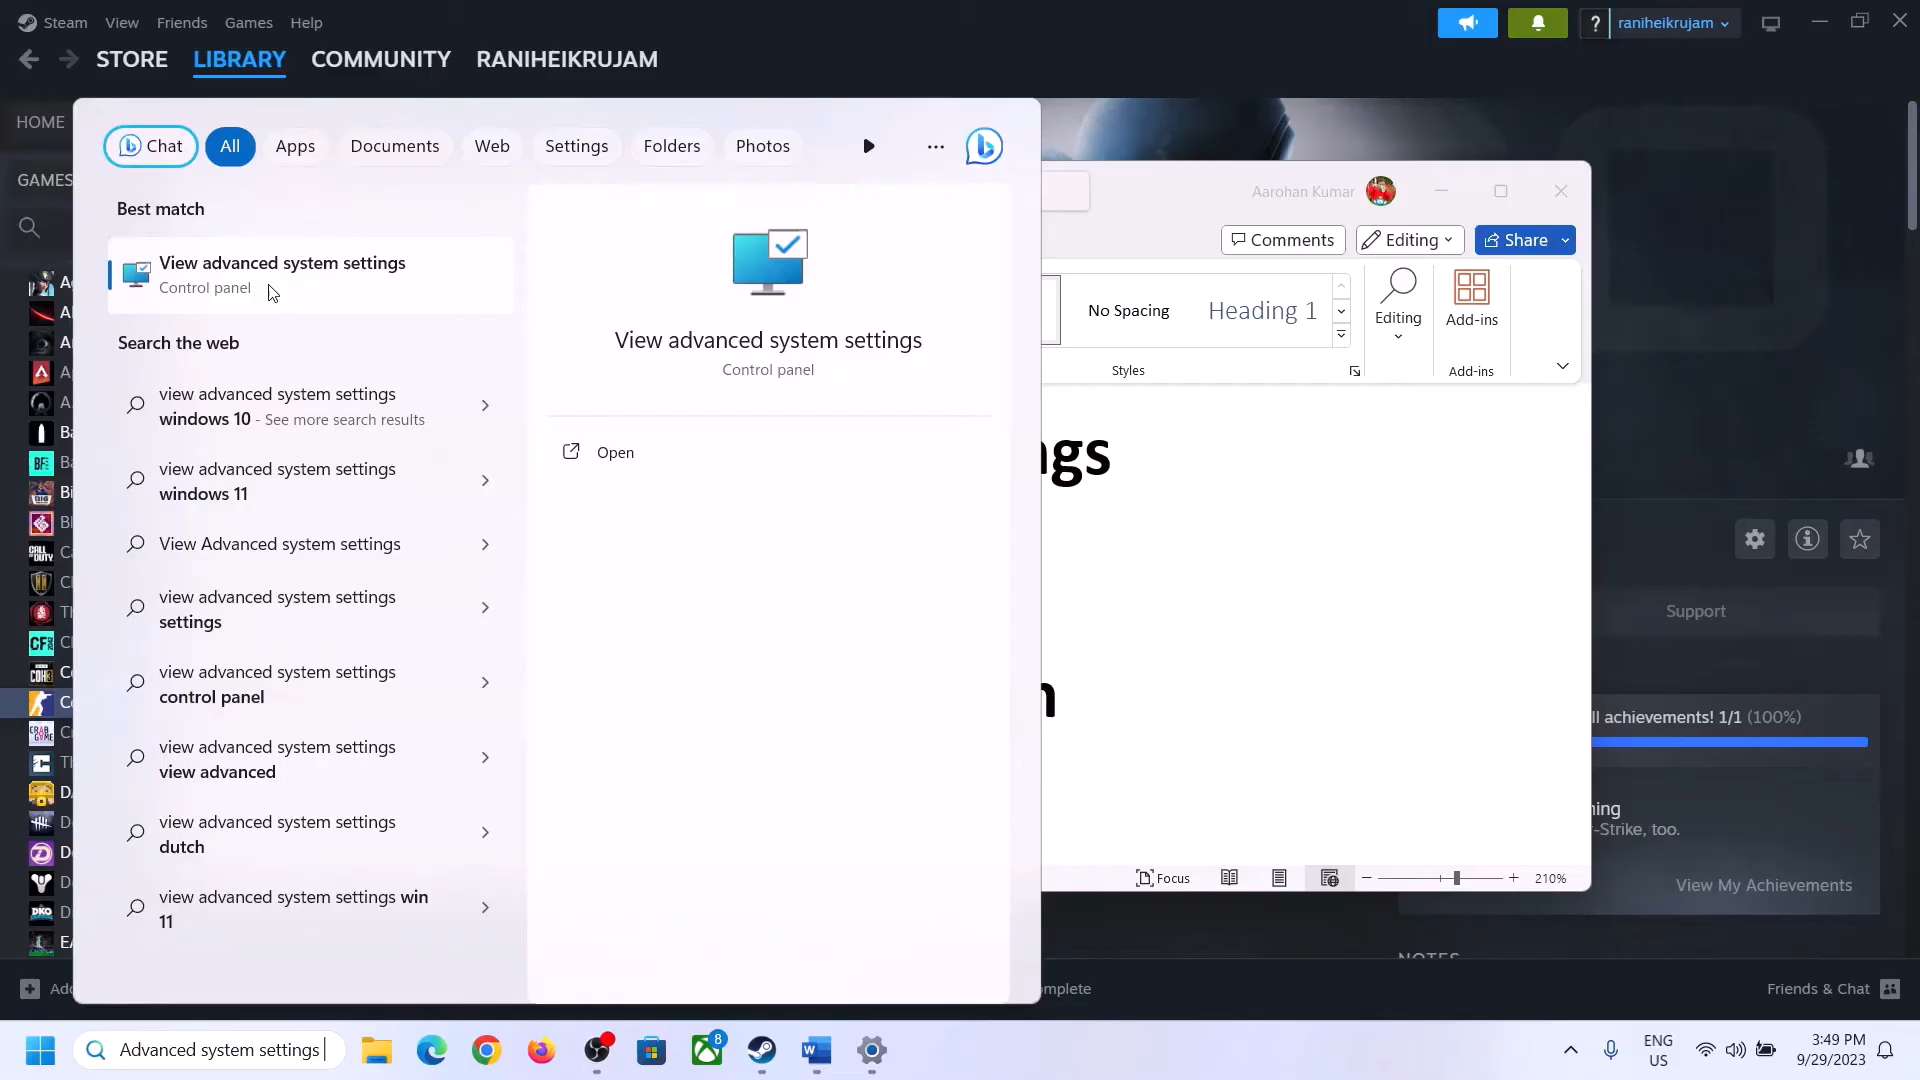 Steam View Friends Games Help
raniheikrujam
STORE LIBRARY COMMUNITY RANIHEIKRUJAM
HOME
GAMES
Chat All Apps Documents Web Settings Folders Photos
Best match
View advanced system settings
Control panel
Search the web
view advanced system settings
windows 10 - See more search results
view advanced system settings
windows 11
View Advanced system settings
view advanced system settings
settings
view advanced system settings
control panel
view advanced system settings
view advanced
view advanced system settings
dutch
view advanced system settings win
11
View advanced system settings
Control panel
Open
Aarohan Kumar
Comments Editing Share
No Spacing Heading 1
Editing
Add-ins
Styles
Add-ins
ngs
n
Focus
210%
Support
ll achievements! 1/1 (100%)
ning
-Strike, too.
View My Achievements
NOTES
Add
mplete
Friends & Chat
Advanced system settings
8
ENG
US
3:49 PM
9/29/2023